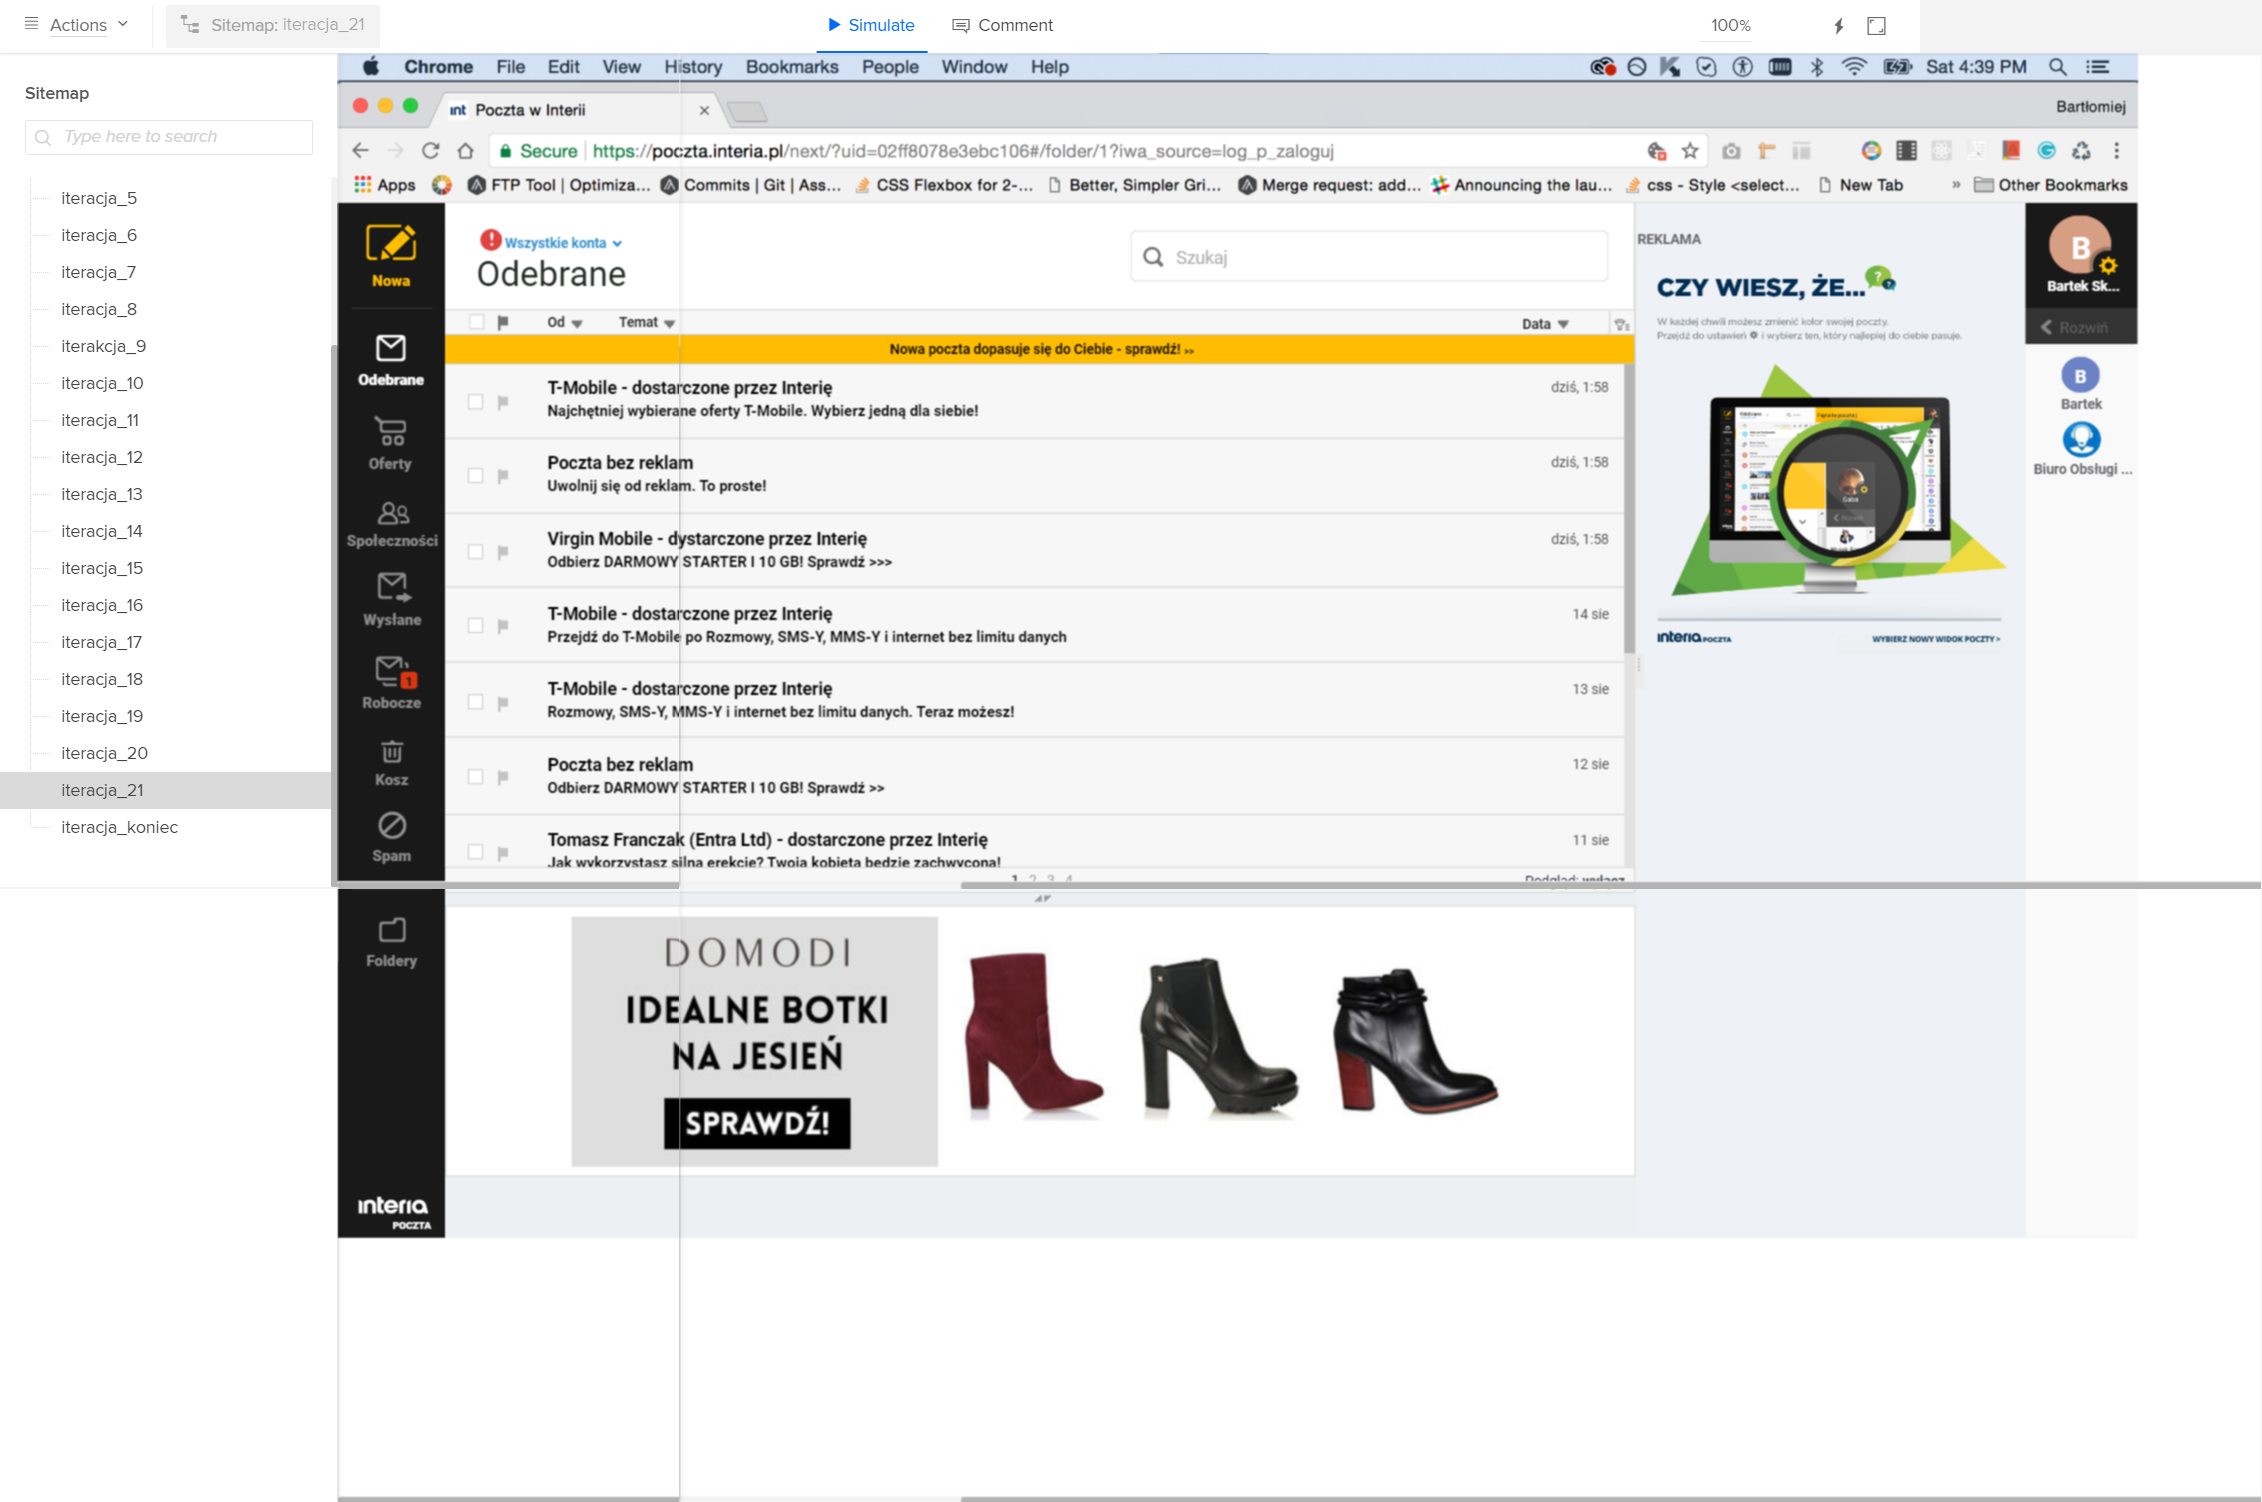 Actions
Sitemap: iteracja_21
Simulate
Comment
100%
Sitemap
Type here to search
iteracja_5
iteracja_6
iteracja_7
iteracja_8
iterakcja_9
iteracja_10
iteracja_11
iteracja_12
iteracja_13
iteracja_14
iteracja_15
iteracja_16
iteracja_17
iteracja_18
iteracja_19
iteracja_20
iteracja_21
iteracja_koniec
Chrome File Edit View History Bookmarks People Window Help
Sat 4:39 PM
int Poczta w Interii
Bartłomiej
Secure https://poczta.interia.pl/next/?uid=02ff8078e3ebc106#/folder/1?iwa_source=log_p_zaloguj
Apps
FTP Tool | Optimiza...
Commits | Git | Ass...
CSS Flexbox for 2-...
Better, Simpler Gri...
Merge request: add...
Announcing the lau...
css - Style <select...
New Tab
»
Other Bookmarks
Nowa
Odebrane
Oferty
Społeczności
Wysłane
1
Robocze
Kosz
Spam
Foldery
interia
POCZTA
Wszystkie konta
Odebrane
Szukaj
Od
Temat
Data
Nowa poczta dopasuje się do Ciebie - sprawdź! >>
T-Mobile - dostarczone przez Interię
dziś, 1:58
Najchętniej wybierane oferty T-Mobile. Wybierz jedną dla siebie!
Poczta bez reklam
dziś, 1:58
Uwolnij się od reklam. To proste!
Virgin Mobile - dystarczone przez Interię
dziś, 1:58
Odbierz DARMOWY STARTER I 10 GB! Sprawdź >>>
T-Mobile - dostarczone przez Interię
14 sie
Przejdź do T-Mobile po Rozmowy, SMS-Y, MMS-Y i internet bez limitu danych
T-Mobile - dostarczone przez Interię
13 sie
Rozmowy, SMS-Y, MMS-Y i internet bez limitu danych. Teraz możesz!
Poczta bez reklam
12 sie
Odbierz DARMOWY STARTER I 10 GB! Sprawdź >>
Tomasz Franczak (Entra Ltd) - dostarczone przez Interię
11 sie
Jak wykorzystasz silną erekcję? Twoja kobieta będzie zachwycona!
1 2 3 4
Podgląd: wyłącz
DOMODI
IDEALNE BOTKI
NA JESIEŃ
SPRAWDŹ!
REKLAMA
CZY WIESZ, ŻE...
W każdej chwili możesz zmienić kolor swojej poczty.
Przejdź do ustawień i wybierz ten, który najlepiej do ciebie pasuje.
interia POCZTA
WYBIERZ NOWY WIDOK POCZTY >
B
Bartek Sk...
Rozwiń
B
Bartek
Biuro Obsługi ...